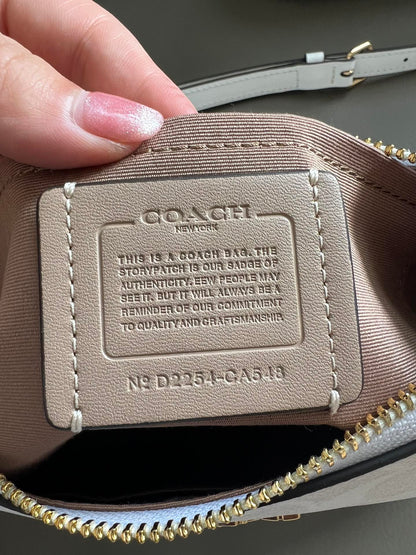 COACH
NEW YORK
THIS IS A COACH BAG. THE
STORYPATCH IS OUR BADGE OF
AUTHENTICITY. FEW PEOPLE MAY
SEE IT. BUT IT WILL ALWAYS BE A
REMINDER OF OUR COMMITMENT
TO QUALITY AND CRAFTSMANSHIP.
Nº D2254-CA548